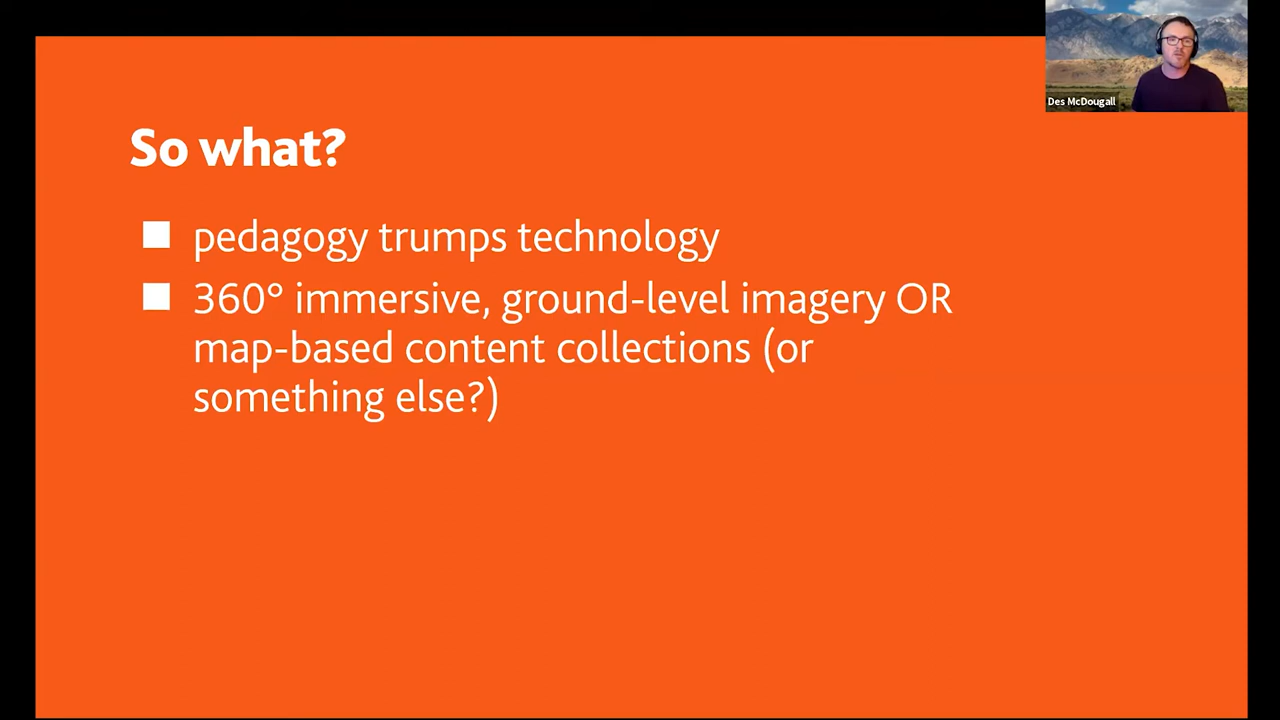 Des McDougall
So what?
pedagogy trumps technology
360° immersive, ground-level imagery OR
map-based content collections (or
something else?)